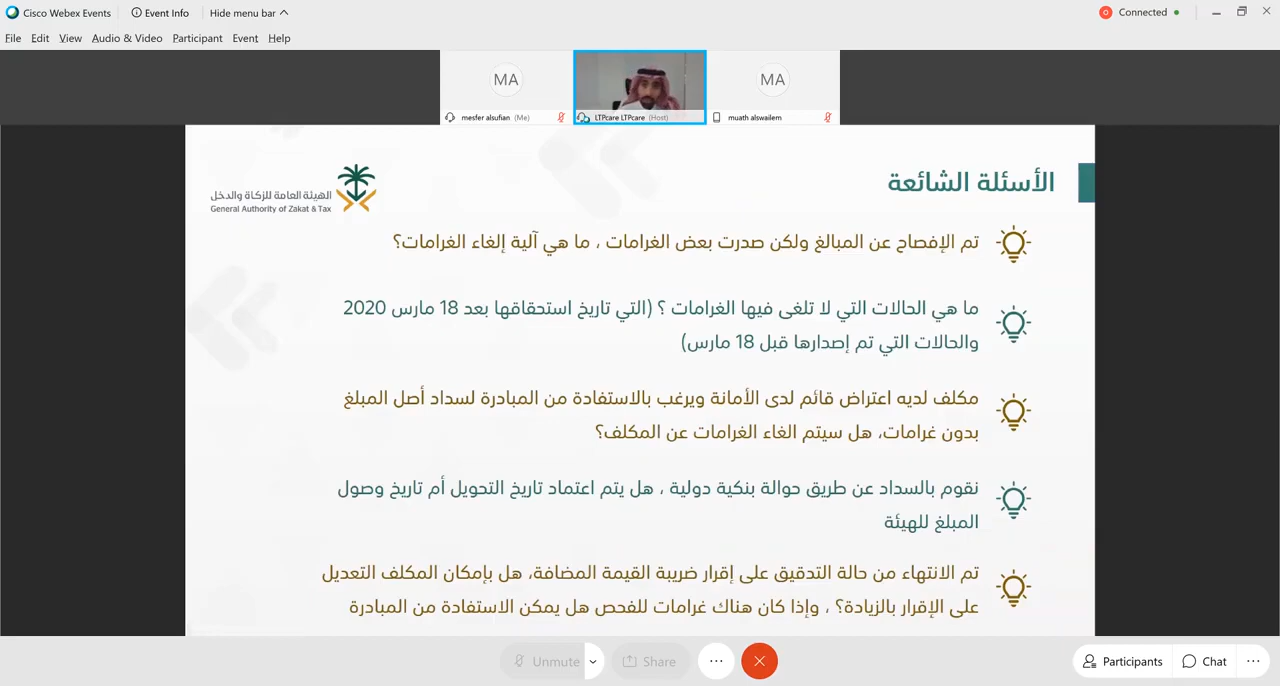 Cisco Webex Events
Event Info
Hide menu bar
Connected
File Edit View Audio & Video Participant Event Help
MA
MA
mesfer alsufian (Me)
LTPcare LTPcare (Host)
muath alswailem
الهيئة العامة للزكاة والدخل
General Authority of Zakat & Tax
الأسئلة الشائعة
تم الإفصاح عن المبالغ ولكن صدرت بعض الغرامات ، ما هي آلية إلغاء الغرامات؟
ما هي الحالات التي لا تلغى فيها الغرامات ؟ (التي تاريخ استحقاقها بعد 18 مارس 2020
والحالات التي تم إصدارها قبل 18 مارس)
مكلف لديه اعتراض قائم لدى الأمانة ويرغب بالاستفادة من المبادرة لسداد أصل المبلغ
بدون غرامات، هل سيتم الغاء الغرامات عن المكلف؟
نقوم بالسداد عن طريق حوالة بنكية دولية ، هل يتم اعتماد تاريخ التحويل أم تاريخ وصول
المبلغ للهيئة
تم الانتهاء من حالة التدقيق على إقرار ضريبة القيمة المضافة، هل بإمكان المكلف التعديل
على الإقرار بالزيادة؟ ، وإذا كان هناك غرامات للفحص هل يمكن الاستفادة من المبادرة
Unmute
Share
Participants
Chat